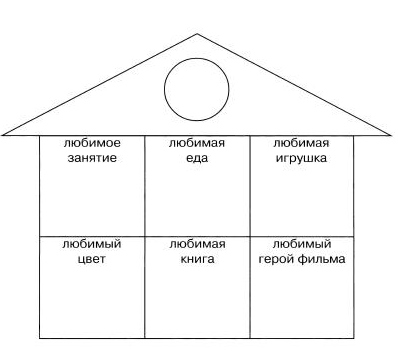 любимое
занятие
любимая
еда
любимая
игрушка
любимый
цвет
любимая
книга
любимый
герой фильма